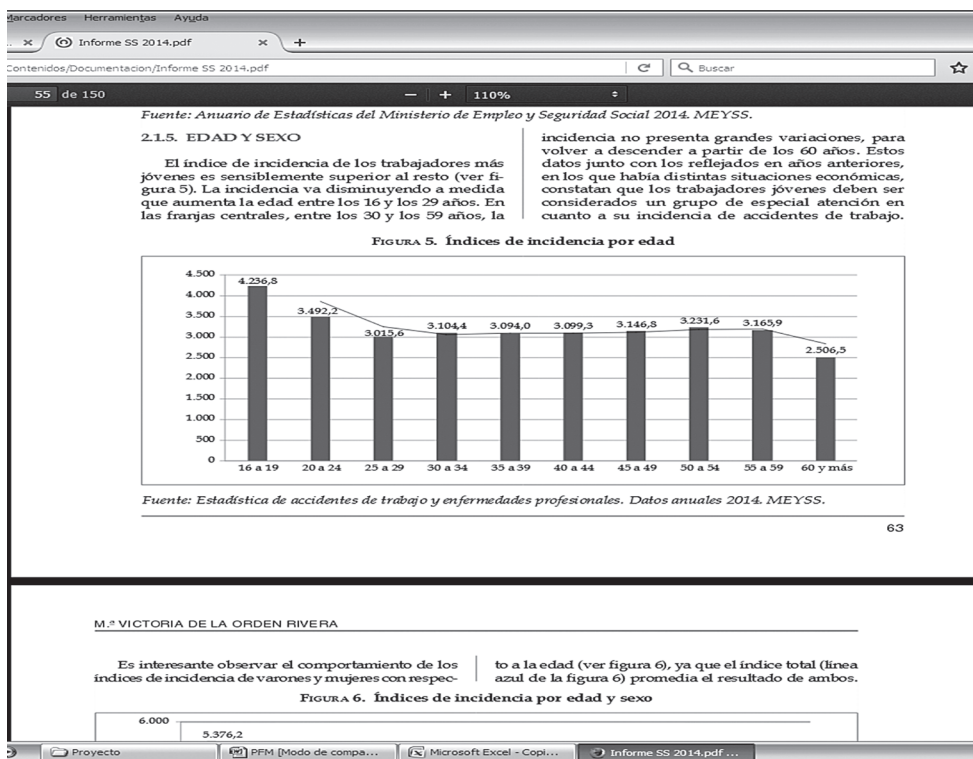 Marcadores Herramientas Ayuda
Informe SS 2014.pdf
Contenidos/Documentacion/Informe SS 2014.pdf
Buscar
55 de 150
110%
Fuente: Anuario de Estadísticas del Ministerio de Empleo y Seguridad Social 2014. MEYSS.
2.1.5. EDAD Y SEXO
El índice de incidencia de los trabajadores más
jóvenes es sensiblemente superior al resto (ver fi-
gura 5). La incidencia va disminuyendo a medida
que aumenta la edad entre los 16 y los 29 años. En
las franjas centrales, entre los 30 y los 59 años, la
incidencia no presenta grandes variaciones, para
volver a descender a partir de los 60 años. Estos
datos junto con los reflejados en años anteriores,
en los que había distintas situaciones económicas,
constatan que los trabajadores jóvenes deben ser
considerados un grupo de especial atención en
cuanto a su incidencia de accidentes de trabajo.
FIGURA 5. Índices de incidencia por edad
4.500
4.000
3.500
3.000
2.500
2.000
1.500
1.000
500
0
4.236,8
3.492,2
3.015,6
3.104,4
3.094,0
3.099,3
3.146,8
3.231,6
3.165,9
2.506,5
16 a 19
20 a 24
25 a 29
30 a 34
35 a 39
40 a 44
45 a 49
50 a 54
55 a 59
60 y más
Fuente: Estadística de accidentes de trabajo y enfermedades profesionales. Datos anuales 2014. MEYSS.
63
M.ª VICTORIA DE LA ORDEN RIVERA
Es interesante observar el comportamiento de los
índices de incidencia de varones y mujeres con respec-
to a la edad (ver figura 6), ya que el índice total (línea
azul de la figura 6) promedia el resultado de ambos.
FIGURA 6. Índices de incidencia por edad y sexo
6.000
5.376,2
Proyecto
PFM [Modo de compa...
Microsoft Excel - Copi...
Informe SS 2014.pdf ...